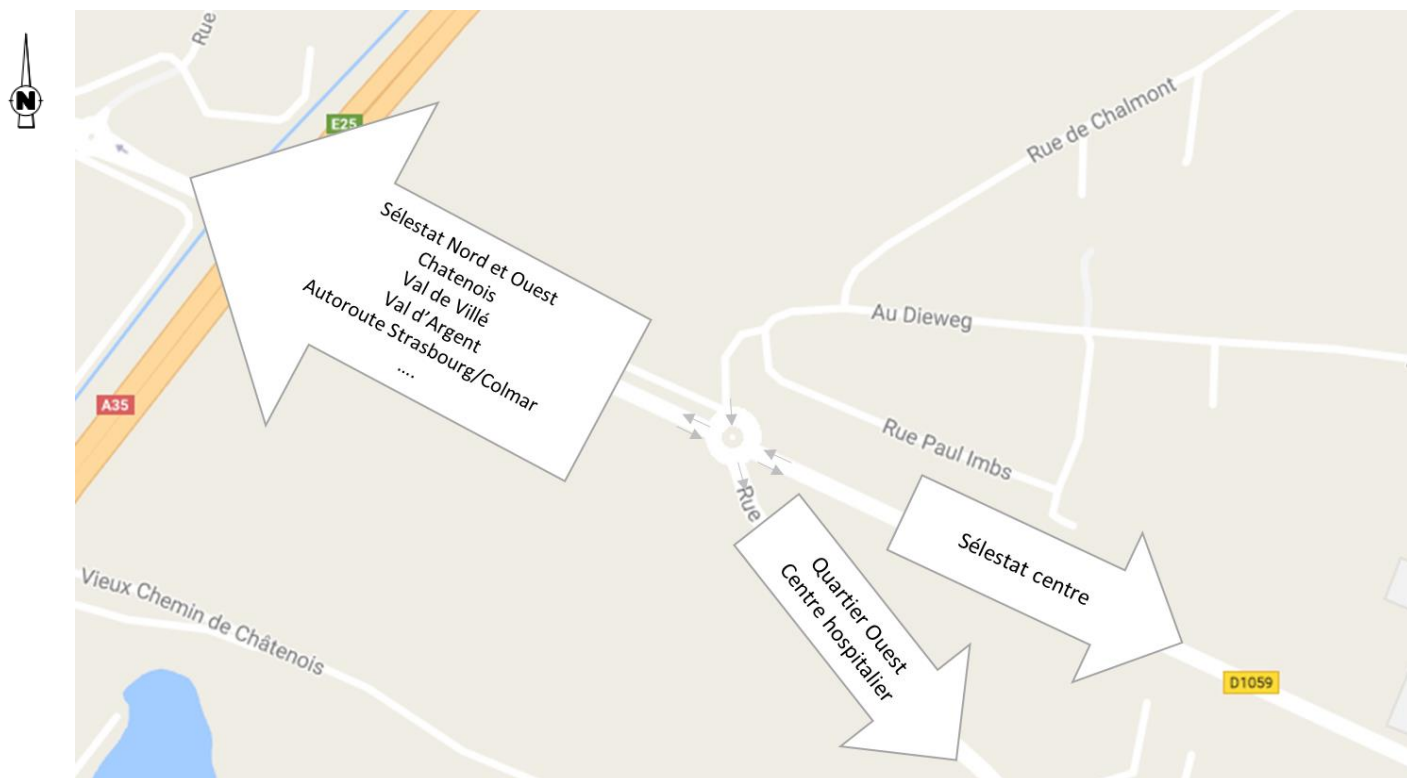 Rue
N
E25
Rue de Chalmont
Sélestat Nord et Ouest
Chatenois
Val de Villé
Val d'Argent
Autoroute Strasbourg/Colmar
....
Au Dieweg
A35
Rue Paul Imbs
Rue
Sélestat centre
Quartier Ouest
Centre hospitalier
Vieux Chemin de Châtenois
D1059